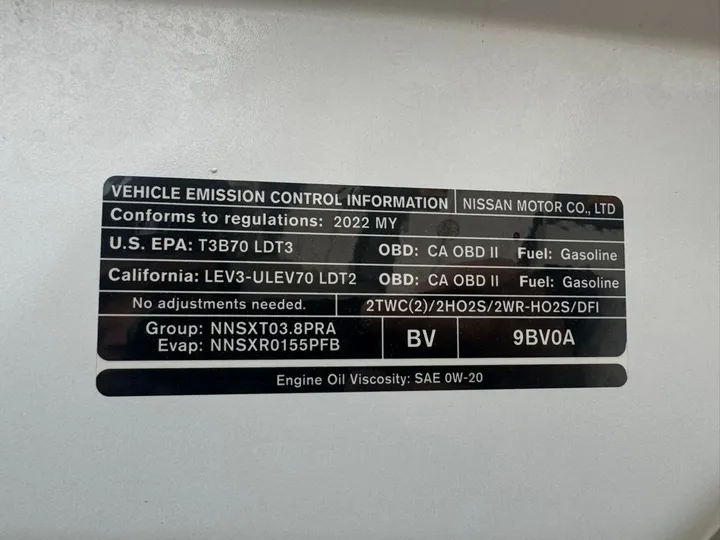 VEHICLE EMISSION CONTROL INFORMATION NISSAN MOTOR CO., LTD
Conforms to regulations: 2022 MY
U.S. EPA: T3B70 LDT3 OBD: CA OBD II Fuel: Gasoline
California: LEV3-ULEV70 LDT2 OBD: CA OBD II Fuel: Gasoline
No adjustments needed. 2TWC(2)/2HO2S/2WR-HO2S/DFI
Group: NNSXT03.8PRA
Evap: NNSXR0155PFB BV 9BV0A
Engine Oil Viscosity: SAE 0W-20